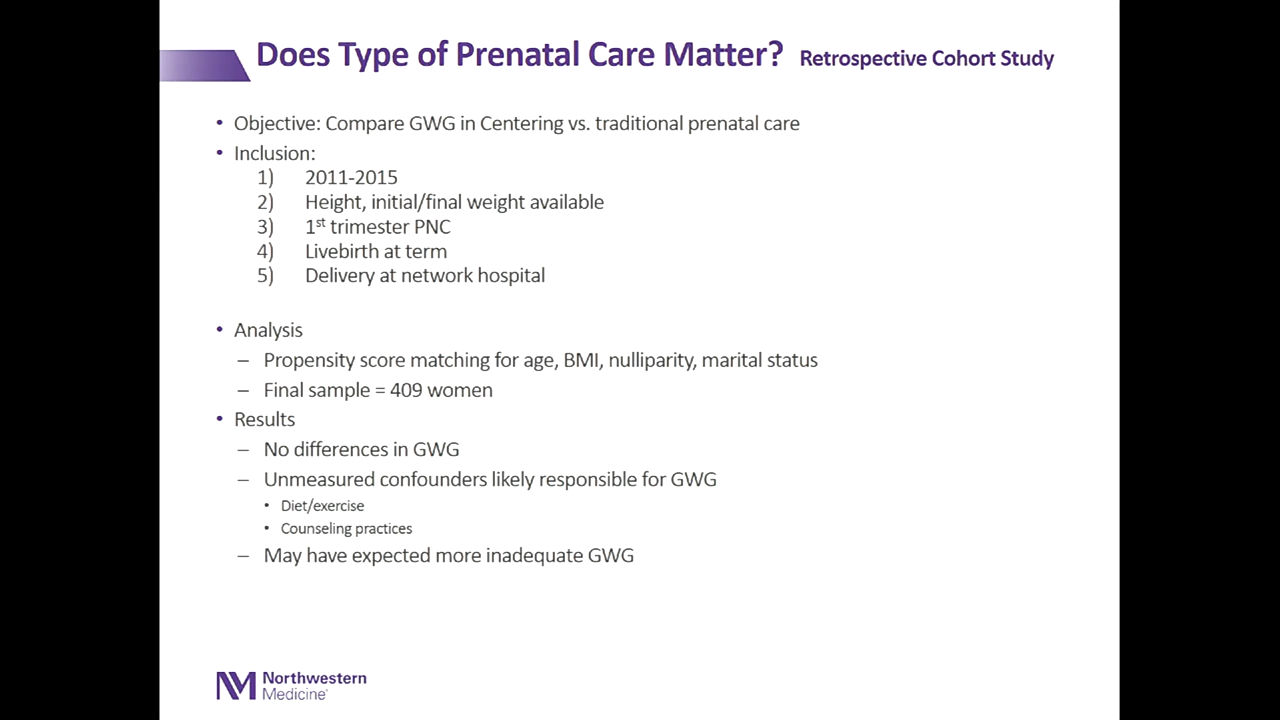 Does Type of Prenatal Care Matter? Retrospective Cohort Study
• Objective: Compare GWG in Centering vs. traditional prenatal care
• Inclusion:
1) 2011-2015
2) Height, initial/final weight available
3) 1st trimester PNC
4) Livebirth at term
5) Delivery at network hospital
• Analysis
– Propensity score matching for age, BMI, nulliparity, marital status
– Final sample = 409 women
• Results
– No differences in GWG
– Unmeasured confounders likely responsible for GWG
• Diet/exercise
• Counseling practices
– May have expected more inadequate GWG
NM Northwestern
Medicine